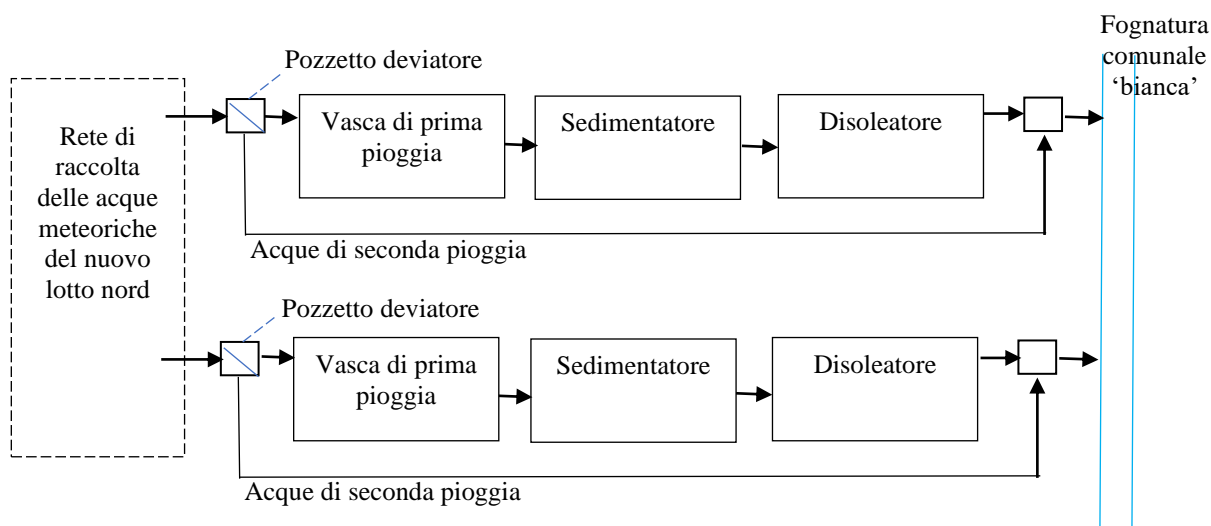 Fognatura
comunale
‘bianca’
Pozzetto deviatore
Rete di
raccolta
delle acque
meteoriche
del nuovo
lotto nord
Vasca di prima
pioggia
Sedimentatore
Disoleatore
Acque di seconda pioggia
Pozzetto deviatore
Vasca di prima
pioggia
Sedimentatore
Disoleatore
Acque di seconda pioggia